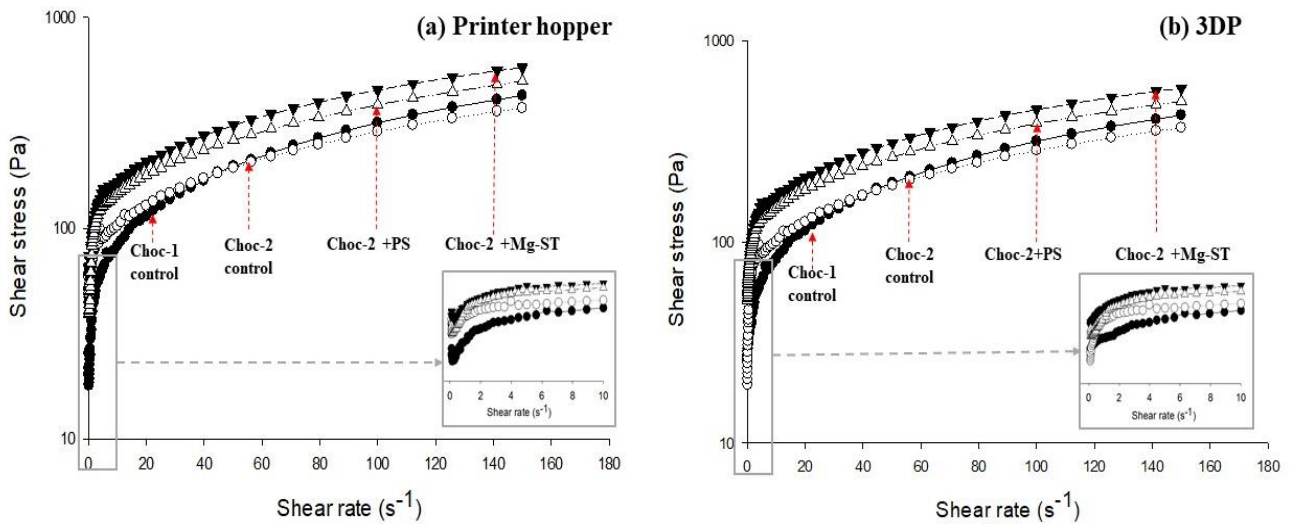 (a) Printer hopper
1000
100
10
Shear stress (Pa)
Choc-1
control
Choc-2
control
Choc-2 +PS
Choc-2 +Mg-ST
0 2 4 6 8 10
Shear rate (s-1)
0 20 40 60 80 100 120 140 160 180
Shear rate (s-1)
(b) 3DP
1000
100
10
Shear stress (Pa)
Choc-1
control
Choc-2
control
Choc-2+PS
Choc-2 +Mg-ST
0 2 4 6 8 10
Shear rate (s-1)
0 20 40 60 80 100 120 140 160 180
Shear rate (s-1)